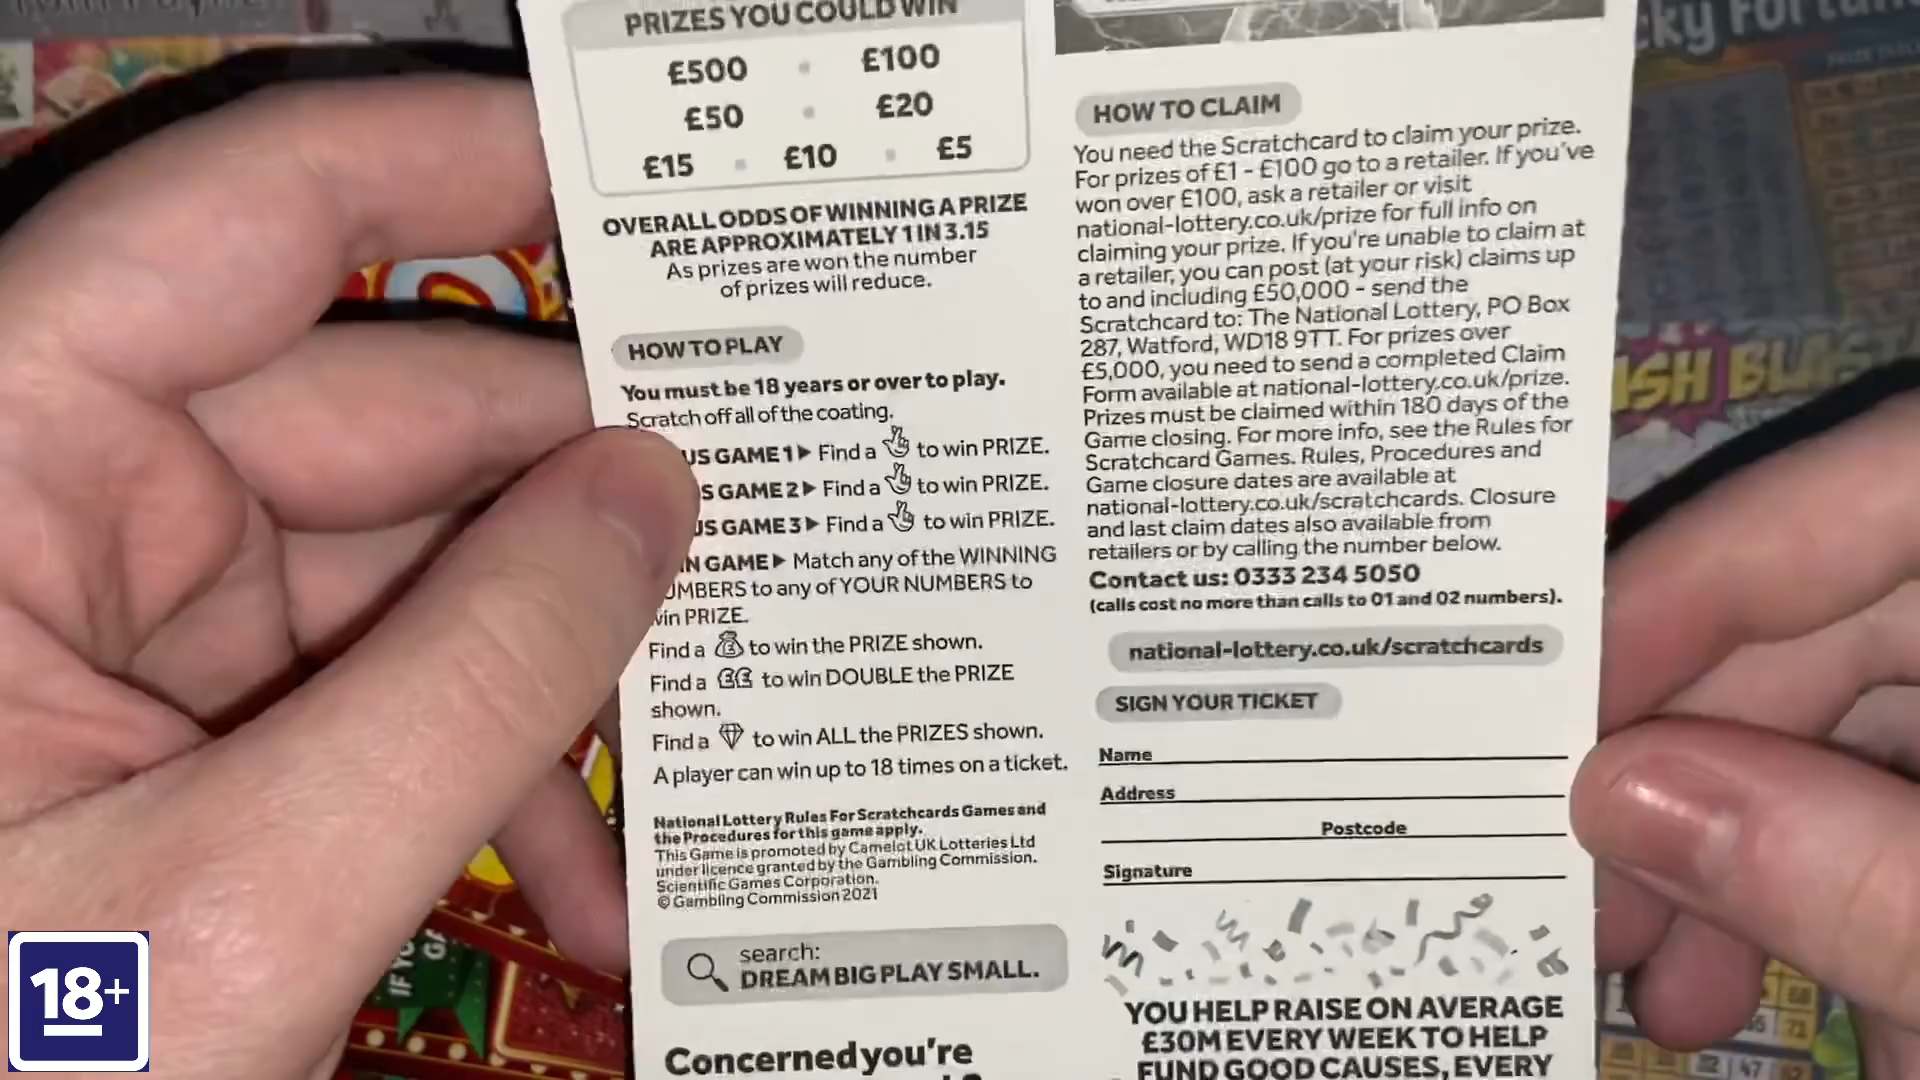 PRIZES YOU COULD WIN
£500 £100
£50 £20
£15 £10 £5
OVERALL ODDS OF WINNING A PRIZE
ARE APPROXIMATELY 1 IN 3.15
As prizes are won the number
of prizes will reduce.
HOW TO PLAY
You must be 18 years or over to play.
Scratch off all of the coating.
US GAME 1 Find a to win PRIZE.
S GAME 2 Find a to win PRIZE.
US GAME 3 Find a to win PRIZE.
N GAME Match any of the WINNING
UMBERS to any of YOUR NUMBERS to
win PRIZE.
Find a to win the PRIZE shown.
Find a ££ to win DOUBLE the PRIZE
shown.
Find a to win ALL the PRIZES shown.
A player can win up to 18 times on a ticket.
National Lottery Rules For Scratchcards Games and
the Procedures for this game apply.
This Game is promoted by Camelot UK Lotteries Ltd
under licence granted by the Gambling Commission.
Scientific Games Corporation.
© Gambling Commission 2021
search:
DREAM BIG PLAY SMALL.
Concerned you're
HOW TO CLAIM
You need the Scratchcard to claim your prize.
For prizes of £1 - £100 go to a retailer. If you've
won over £100, ask a retailer or visit
national-lottery.co.uk/prize for full info on
claiming your prize. If you're unable to claim at
a retailer, you can post (at your risk) claims up
to and including £50,000 - send the
Scratchcard to: The National Lottery, PO Box
287, Watford, WD18 9TT. For prizes over
£5,000, you need to send a completed Claim
Form available at national-lottery.co.uk/prize.
Prizes must be claimed within 180 days of the
Game closing. For more info, see the Rules for
Scratchcard Games. Rules, Procedures and
Game closure dates are available at
national-lottery.co.uk/scratchcards. Closure
and last claim dates also available from
retailers or by calling the number below.
Contact us: 0333 234 5050
(calls cost no more than calls to 01 and 02 numbers).
national-lottery.co.uk/scratchcards
SIGN YOUR TICKET
Name
Address
Postcode
Signature
YOU HELP RAISE ON AVERAGE
£30M EVERY WEEK TO HELP
FUND GOOD CAUSES, EVERY
18+